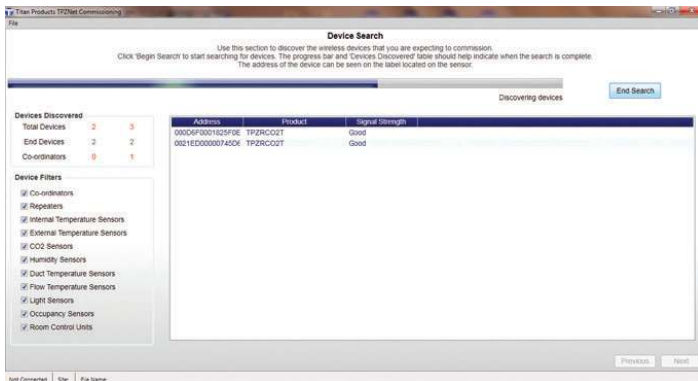 Titan Products TPZNet Commissioning
File
Device Search
Use this section to discover the wireless devices that you are expecting to commission.
Click 'Begin Search' to start searching for devices. The progress bar and 'Devices Discovered' table should help indicate when the search is complete.
The address of the device can be seen on the label located on the sensor.
End Search
Discovering devices
Devices Discovered
Total Devices 2 3
End Devices 2 2
Co-ordinators 0 1
Address Product Signal Strength
000D6F0001825F0E TPZRCO2T Good
0021ED00000745D6 TPZRCO2T Good
Device Filters
Co-ordinators
Repeaters
Internal Temperature Sensors
External Temperature Sensors
CO2 Sensors
Humidity Sensors
Duct Temperature Sensors
Flow Temperature Sensors
Light Sensors
Occupancy Sensors
Room Control Units
Previous Next
Not Connected Site: File Name: